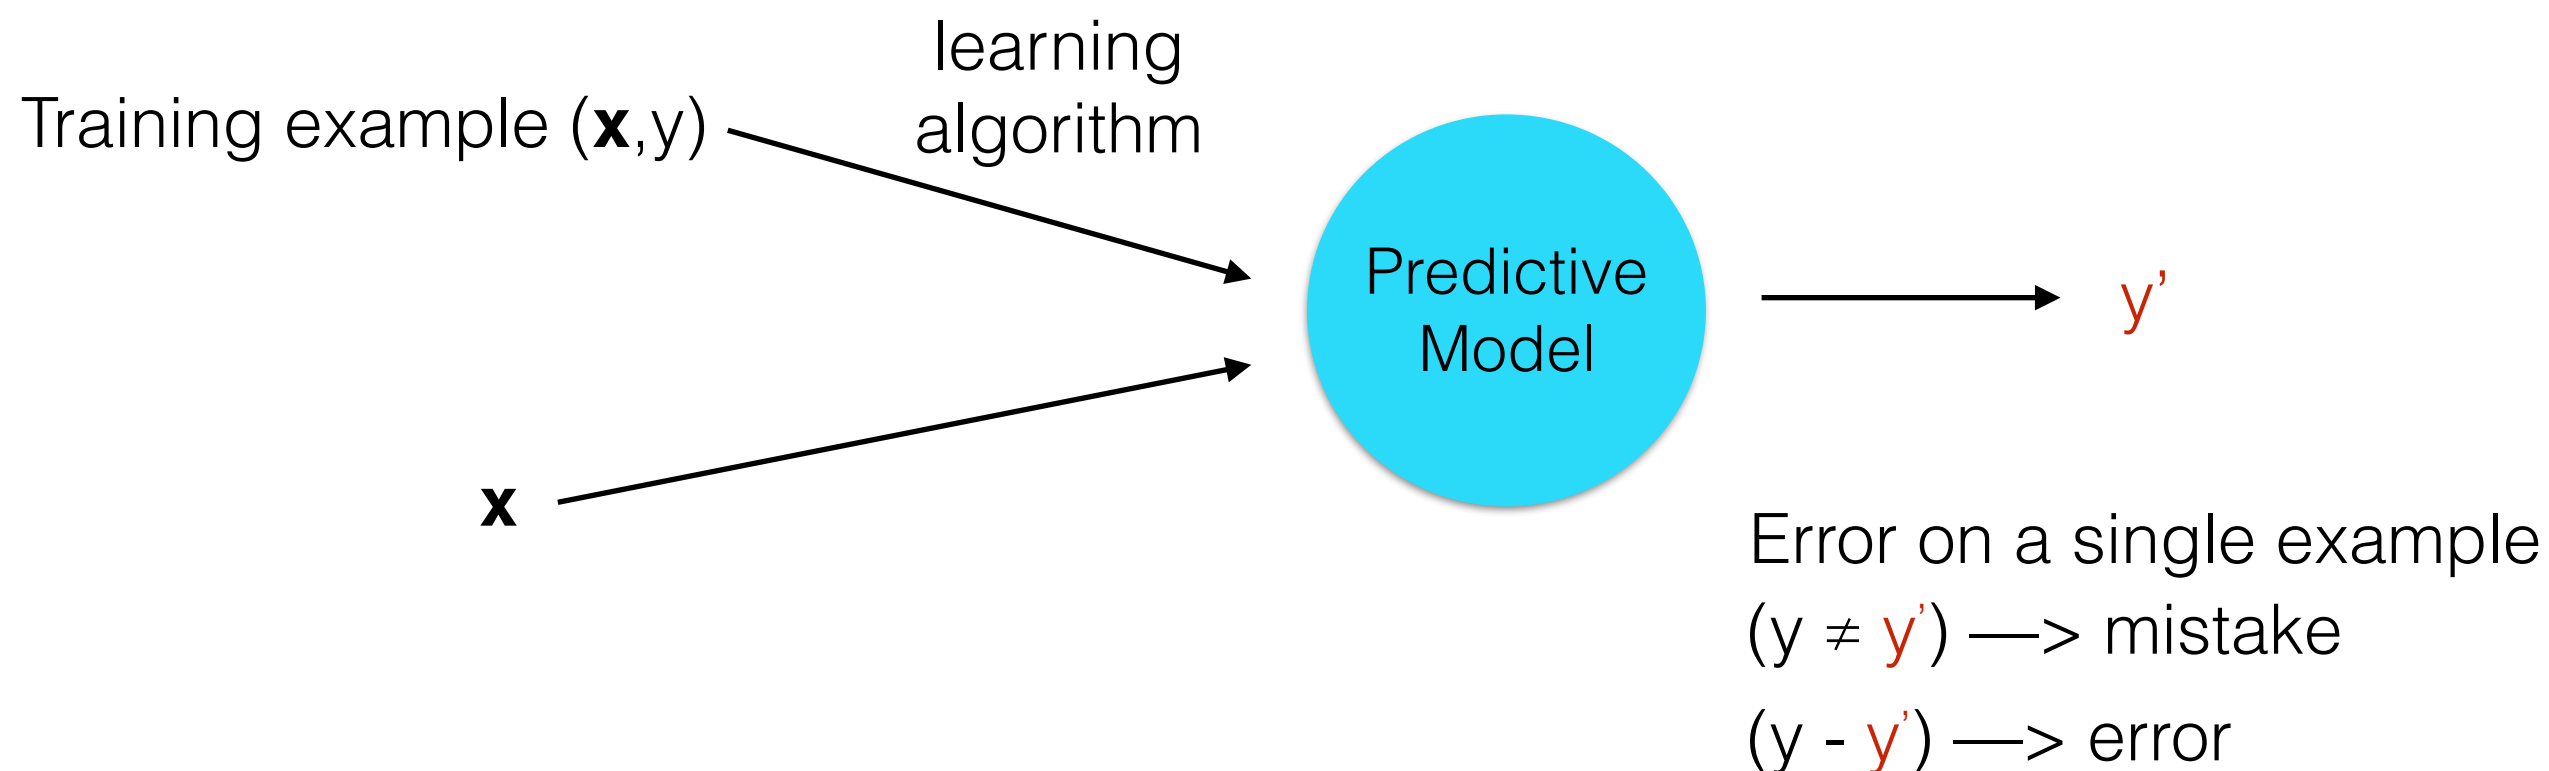 learning
algorithm
Training example (x,y)
Predictive
Model
y’
x
Error on a single example
(y ≠ y’) —> mistake
(y - y’) —> error